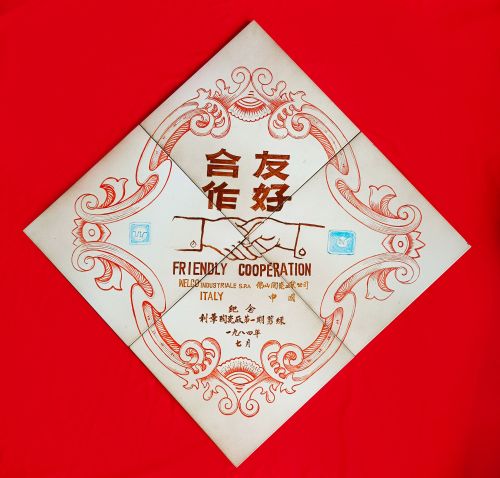 友好
合作
FRIENDLY COOPERATION
WELCO INDUSTRIALE S.P.A 佛山陶瓷公司
ITALY 中國
紀念
利華陶瓷厰第一期剪綵
一九八四年
七月